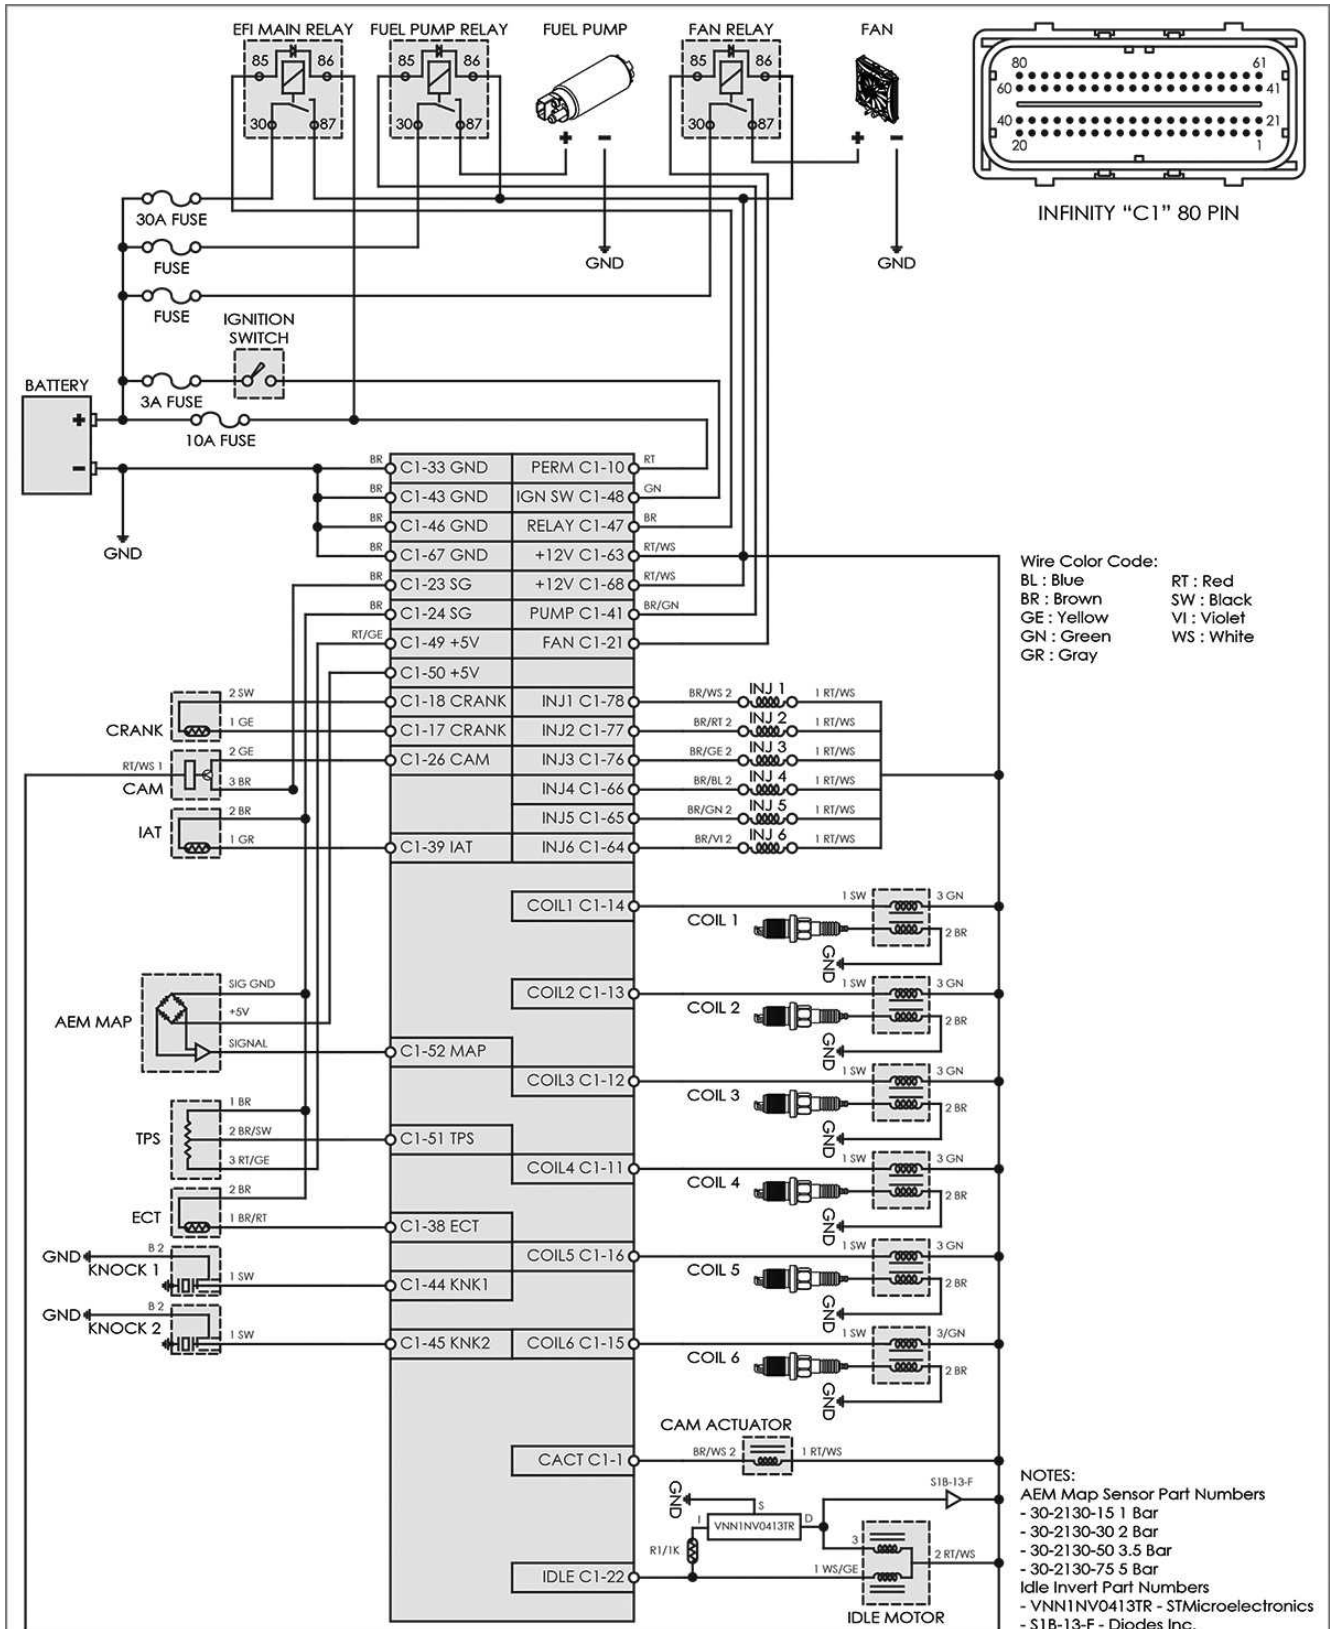 EFI MAIN RELAY
FUEL PUMP RELAY
FUEL PUMP
FAN RELAY
FAN
85 86
30 87
85 86
30 87
+ −
85 86
30 87
+ −
80 61
60 41
40 21
20 1
INFINITY “C1” 80 PIN
30A FUSE
FUSE
FUSE
GND
GND
IGNITION
SWITCH
3A FUSE
10A FUSE
BATTERY
+
−
GND
BR C1-33 GND PERM C1-10 RT
BR C1-43 GND IGN SW C1-48 GN
BR C1-46 GND RELAY C1-47 BR
BR C1-67 GND +12V C1-63 RT/WS
BR C1-23 SG +12V C1-68 RT/WS
BR C1-24 SG PUMP C1-41 BR/GN
RT/GE C1-49 +5V FAN C1-21
C1-50 +5V
Wire Color Code:
BL : Blue RT : Red
BR : Brown SW : Black
GE : Yellow VI : Violet
GN : Green WS : White
GR : Gray
CRANK
2 SW C1-18 CRANK INJ1 C1-78 BR/WS 2 INJ 1 1 RT/WS
1 GE C1-17 CRANK INJ2 C1-77 BR/RT 2 INJ 2 1 RT/WS
RT/WS 1 CAM
2 GE C1-26 CAM INJ3 C1-76 BR/GE 2 INJ 3 1 RT/WS
3 BR INJ4 C1-66 BR/BL 2 INJ 4 1 RT/WS
IAT
2 BR INJ5 C1-65 BR/GN 2 INJ 5 1 RT/WS
1 GR C1-39 IAT INJ6 C1-64 BR/VI 2 INJ 6 1 RT/WS
COIL1 C1-14 COIL 1 1 SW 3 GN
2 BR
GND
AEM MAP
SIG GND
+5V
SIGNAL C1-52 MAP
COIL2 C1-13 COIL 2 1 SW 3 GN
2 BR
GND
COIL3 C1-12 COIL 3 1 SW 3 GN
2 BR
GND
TPS
1 BR
2 BR/SW C1-51 TPS
3 RT/GE
COIL4 C1-11 COIL 4 1 SW 3 GN
2 BR
GND
ECT
2 BR
1 BR/RT C1-38 ECT
COIL5 C1-16 COIL 5 1 SW 3 GN
2 BR
GND
GND B 2
KNOCK 1
1 SW C1-44 KNK1
GND B 2
KNOCK 2
1 SW C1-45 KNK2 COIL6 C1-15 COIL 6 1 SW 3/GN
2 BR
GND
CAM ACTUATOR
CACT C1-1 BR/WS 2 1 RT/WS
GND S
I VNN1NV0413TR D
S1B-13-F
R1/1K
3
2 RT/WS
IDLE C1-22 1 WS/GE
IDLE MOTOR
NOTES:
AEM Map Sensor Part Numbers
- 30-2130-15 1 Bar
- 30-2130-30 2 Bar
- 30-2130-50 3.5 Bar
- 30-2130-75 5 Bar
Idle Invert Part Numbers
- VNN1NV0413TR - STMicroelectronics
- S1B-13-F - Diodes Inc.